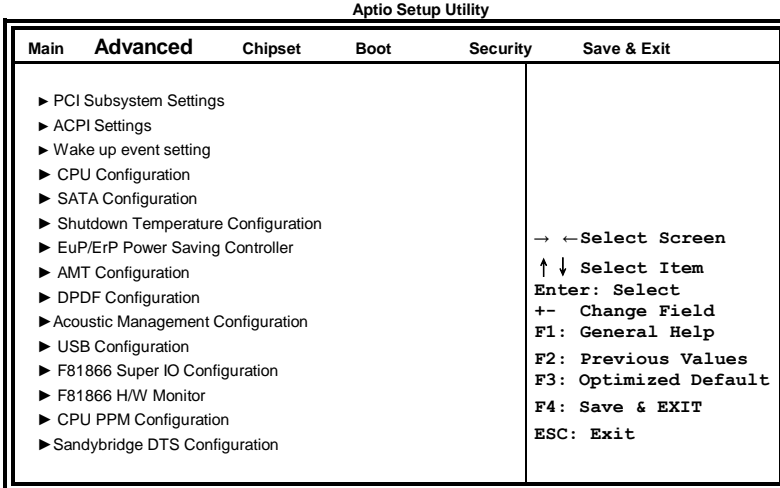 Aptio Setup Utility
Main Advanced Chipset Boot Security Save & Exit
► PCI Subsystem Settings
► ACPI Settings
► Wake up event setting
► CPU Configuration
► SATA Configuration
► Shutdown Temperature Configuration
► EuP/ErP Power Saving Controller
► AMT Configuration
► DPDF Configuration
►Acoustic Management Configuration
► USB Configuration
► F81866 Super IO Configuration
► F81866 H/W Monitor
► CPU PPM Configuration
►Sandybridge DTS Configuration
→ ←Select Screen
↑↓ Select Item
Enter: Select
+- Change Field
F1: General Help
F2: Previous Values
F3: Optimized Default
F4: Save & EXIT
ESC: Exit